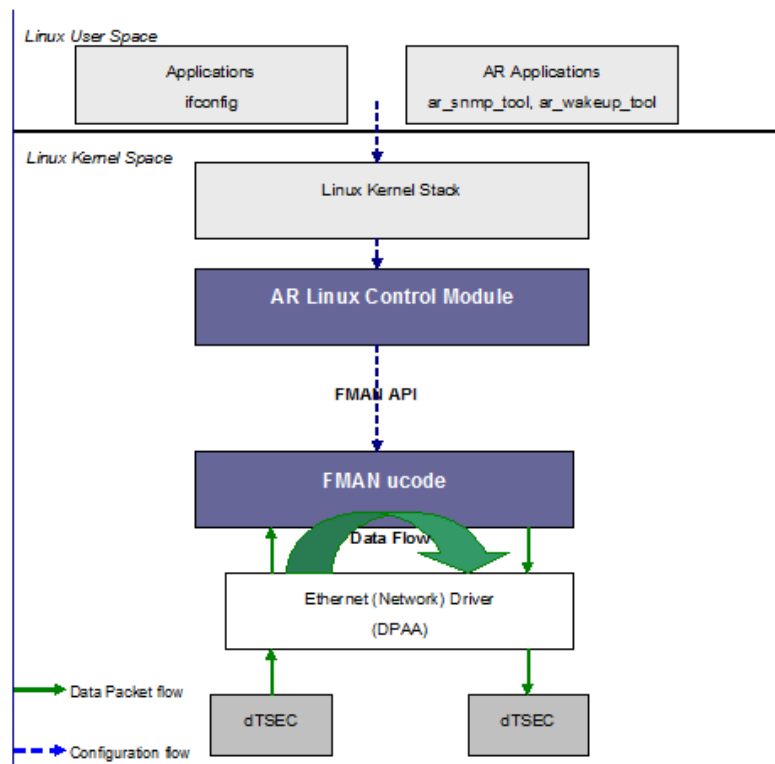 Linux User Space
Applications
ifconfig
AR Applications
ar_snmp_tool, ar_wakeup_tool
Linux Kernel Space
Linux Kernel Stack
AR Linux Control Module
FMAN API
FMAN ucode
Data Flow
Ethernet (Network) Driver
(DPAA)
Data Packet flow
dTSEC
dTSEC
Configuration flow